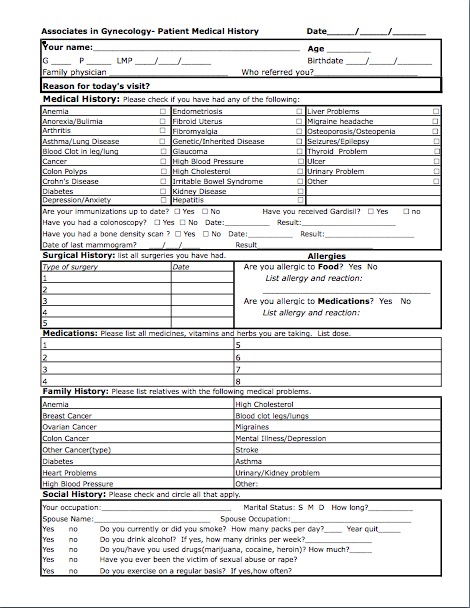 Associates in Gynecology- Patient Medical History Date_____/_____/______
Your name:_____________________________ Age ________
G ____ P _____ LMP ____/____/______ Birthdate ____/_____/_______
Family physician _________________________ Who referred you?______________________
Reason for today's visit?
Medical History: Please check if you have had any of the following:
Anemia ☐ Endometriosis ☐ Liver Problems ☐
Anorexia/Bulimia ☐ Fibroid Uterus ☐ Migraine headache ☐
Arthritis ☐ Fibromyalgia ☐ Osteoporosis/Osteopenia ☐
Asthma/Lung Disease ☐ Genetic/Inherited Disease ☐ Seizures/Epilepsy ☐
Blood Clot in leg/lung ☐ Glaucoma ☐ Thyroid Problem ☐
Cancer ☐ High Blood Pressure ☐ Ulcer ☐
Colon Polyps ☐ High Cholesterol ☐ Urinary Problem ☐
Crohn's Disease ☐ Irritable Bowel Syndrome ☐ Other ☐
Diabetes ☐ Kidney Disease ☐
Depression/Anxiety ☐ Hepatitis ☐
Are your immunizations up to date? ☐ Yes ☐ No Have you received Gardisil? ☐ Yes ☐ no
Have you had a colonoscopy? ☐ Yes ☐ No Date:__________ Result:________________________
Have you had a bone density scan ? ☐ Yes ☐ No Date:__________ Result:________________________
Date of last mammogram? ___/___/____ Result________________________
Surgical History: list all surgeries you have had. Allergies
Type of surgery Date Are you allergic to Food? Yes No
1 List allergy and reaction:
2
3 Are you allergic to Medications? Yes No
4 List allergy and reaction:
5
Medications: Please list all medicines, vitamins and herbs you are taking. List dose.
1 5
2 6
3 7
4 8
Family History: Please list relatives with the following medical problems.
Anemia High Cholesterol
Breast Cancer Blood clot legs/lungs
Ovarian Cancer Migraines
Colon Cancer Mental Illness/Depression
Other Cancer(type) Stroke
Diabetes Asthma
Heart Problems Urinary/Kidney problem
High Blood Pressure Other:
Social History: Please check and circle all that apply.
Your occupation:____________________________ Marital Status: S M D How long?__________
Spouse Name:____________________________ Spouse Occupation:__________________________
Yes no Do you currently or did you smoke? How many packs per day?____ Year quit_____
Yes no Do you drink alcohol? If yes, how many drinks per week?______________
Yes no Do you/have you used drugs(marijuana, cocaine, heroin)? How much?_____
Yes no Have you ever been the victim of sexual abuse or rape?
Yes no Do you exercise on a regular basis? If yes,how often?